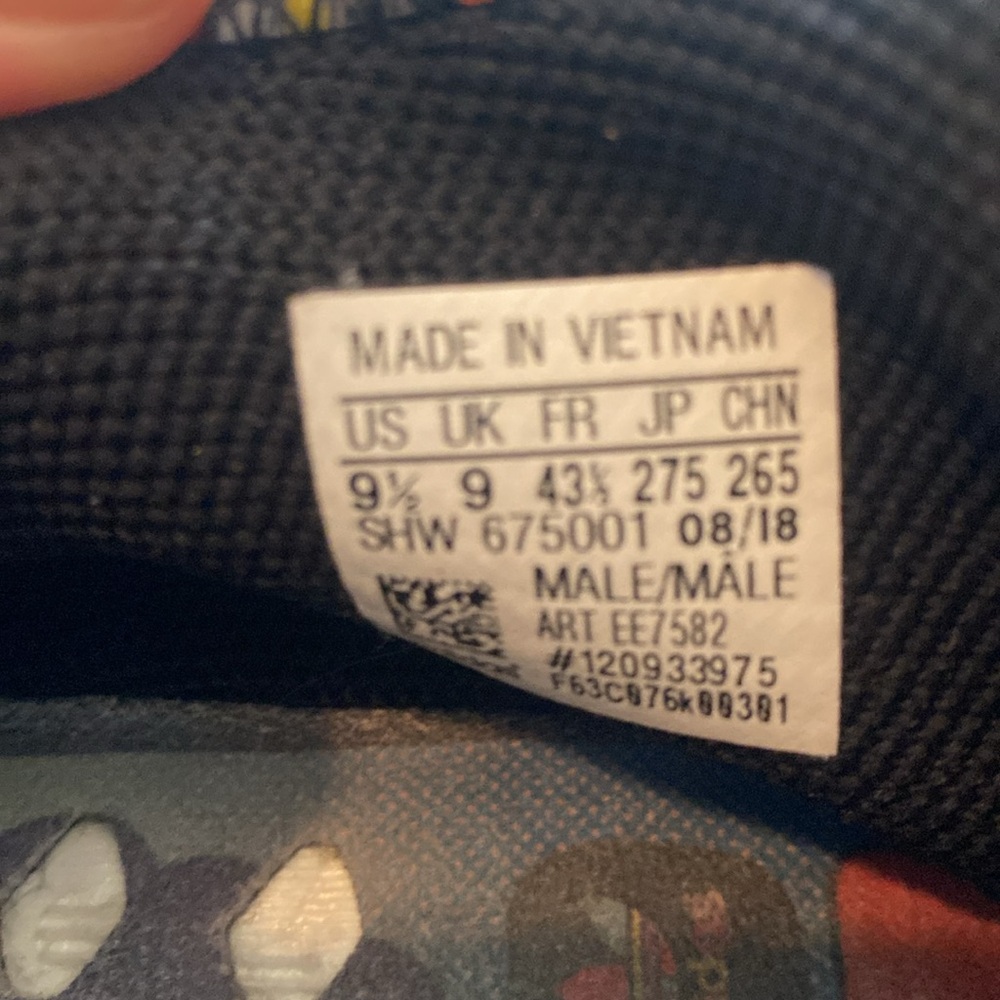 MADE IN VIETNAM
US UK FR JP CHN
9½ 9 43⅓ 275 265
SHW 675001 08/18
MALE/MÂLE
ART EE7582
#120933975
F63C076k00301